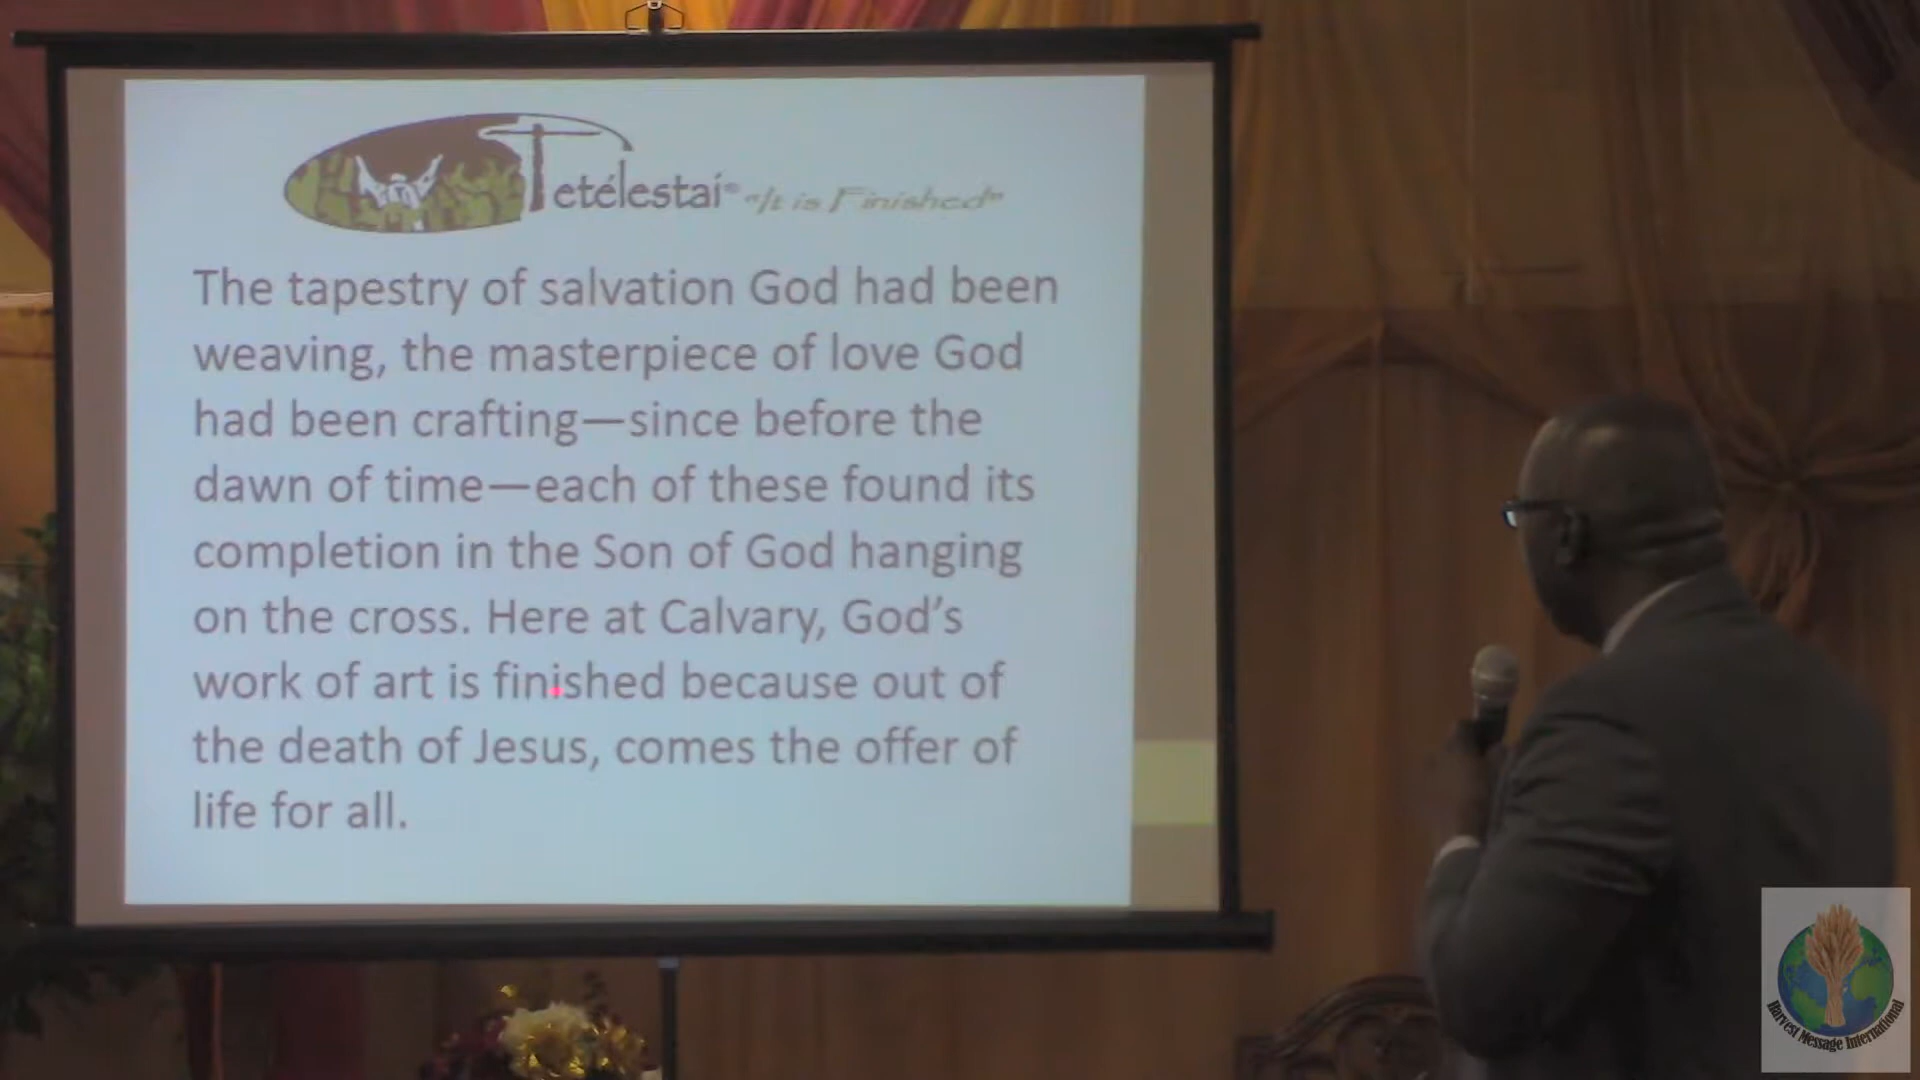 Tetélestai® "It is Finished"
The tapestry of salvation God had been
weaving, the masterpiece of love God
had been crafting—since before the
dawn of time—each of these found its
completion in the Son of God hanging
on the cross. Here at Calvary, God's
work of art is finished because out of
the death of Jesus, comes the offer of
life for all.
Harvest Message International